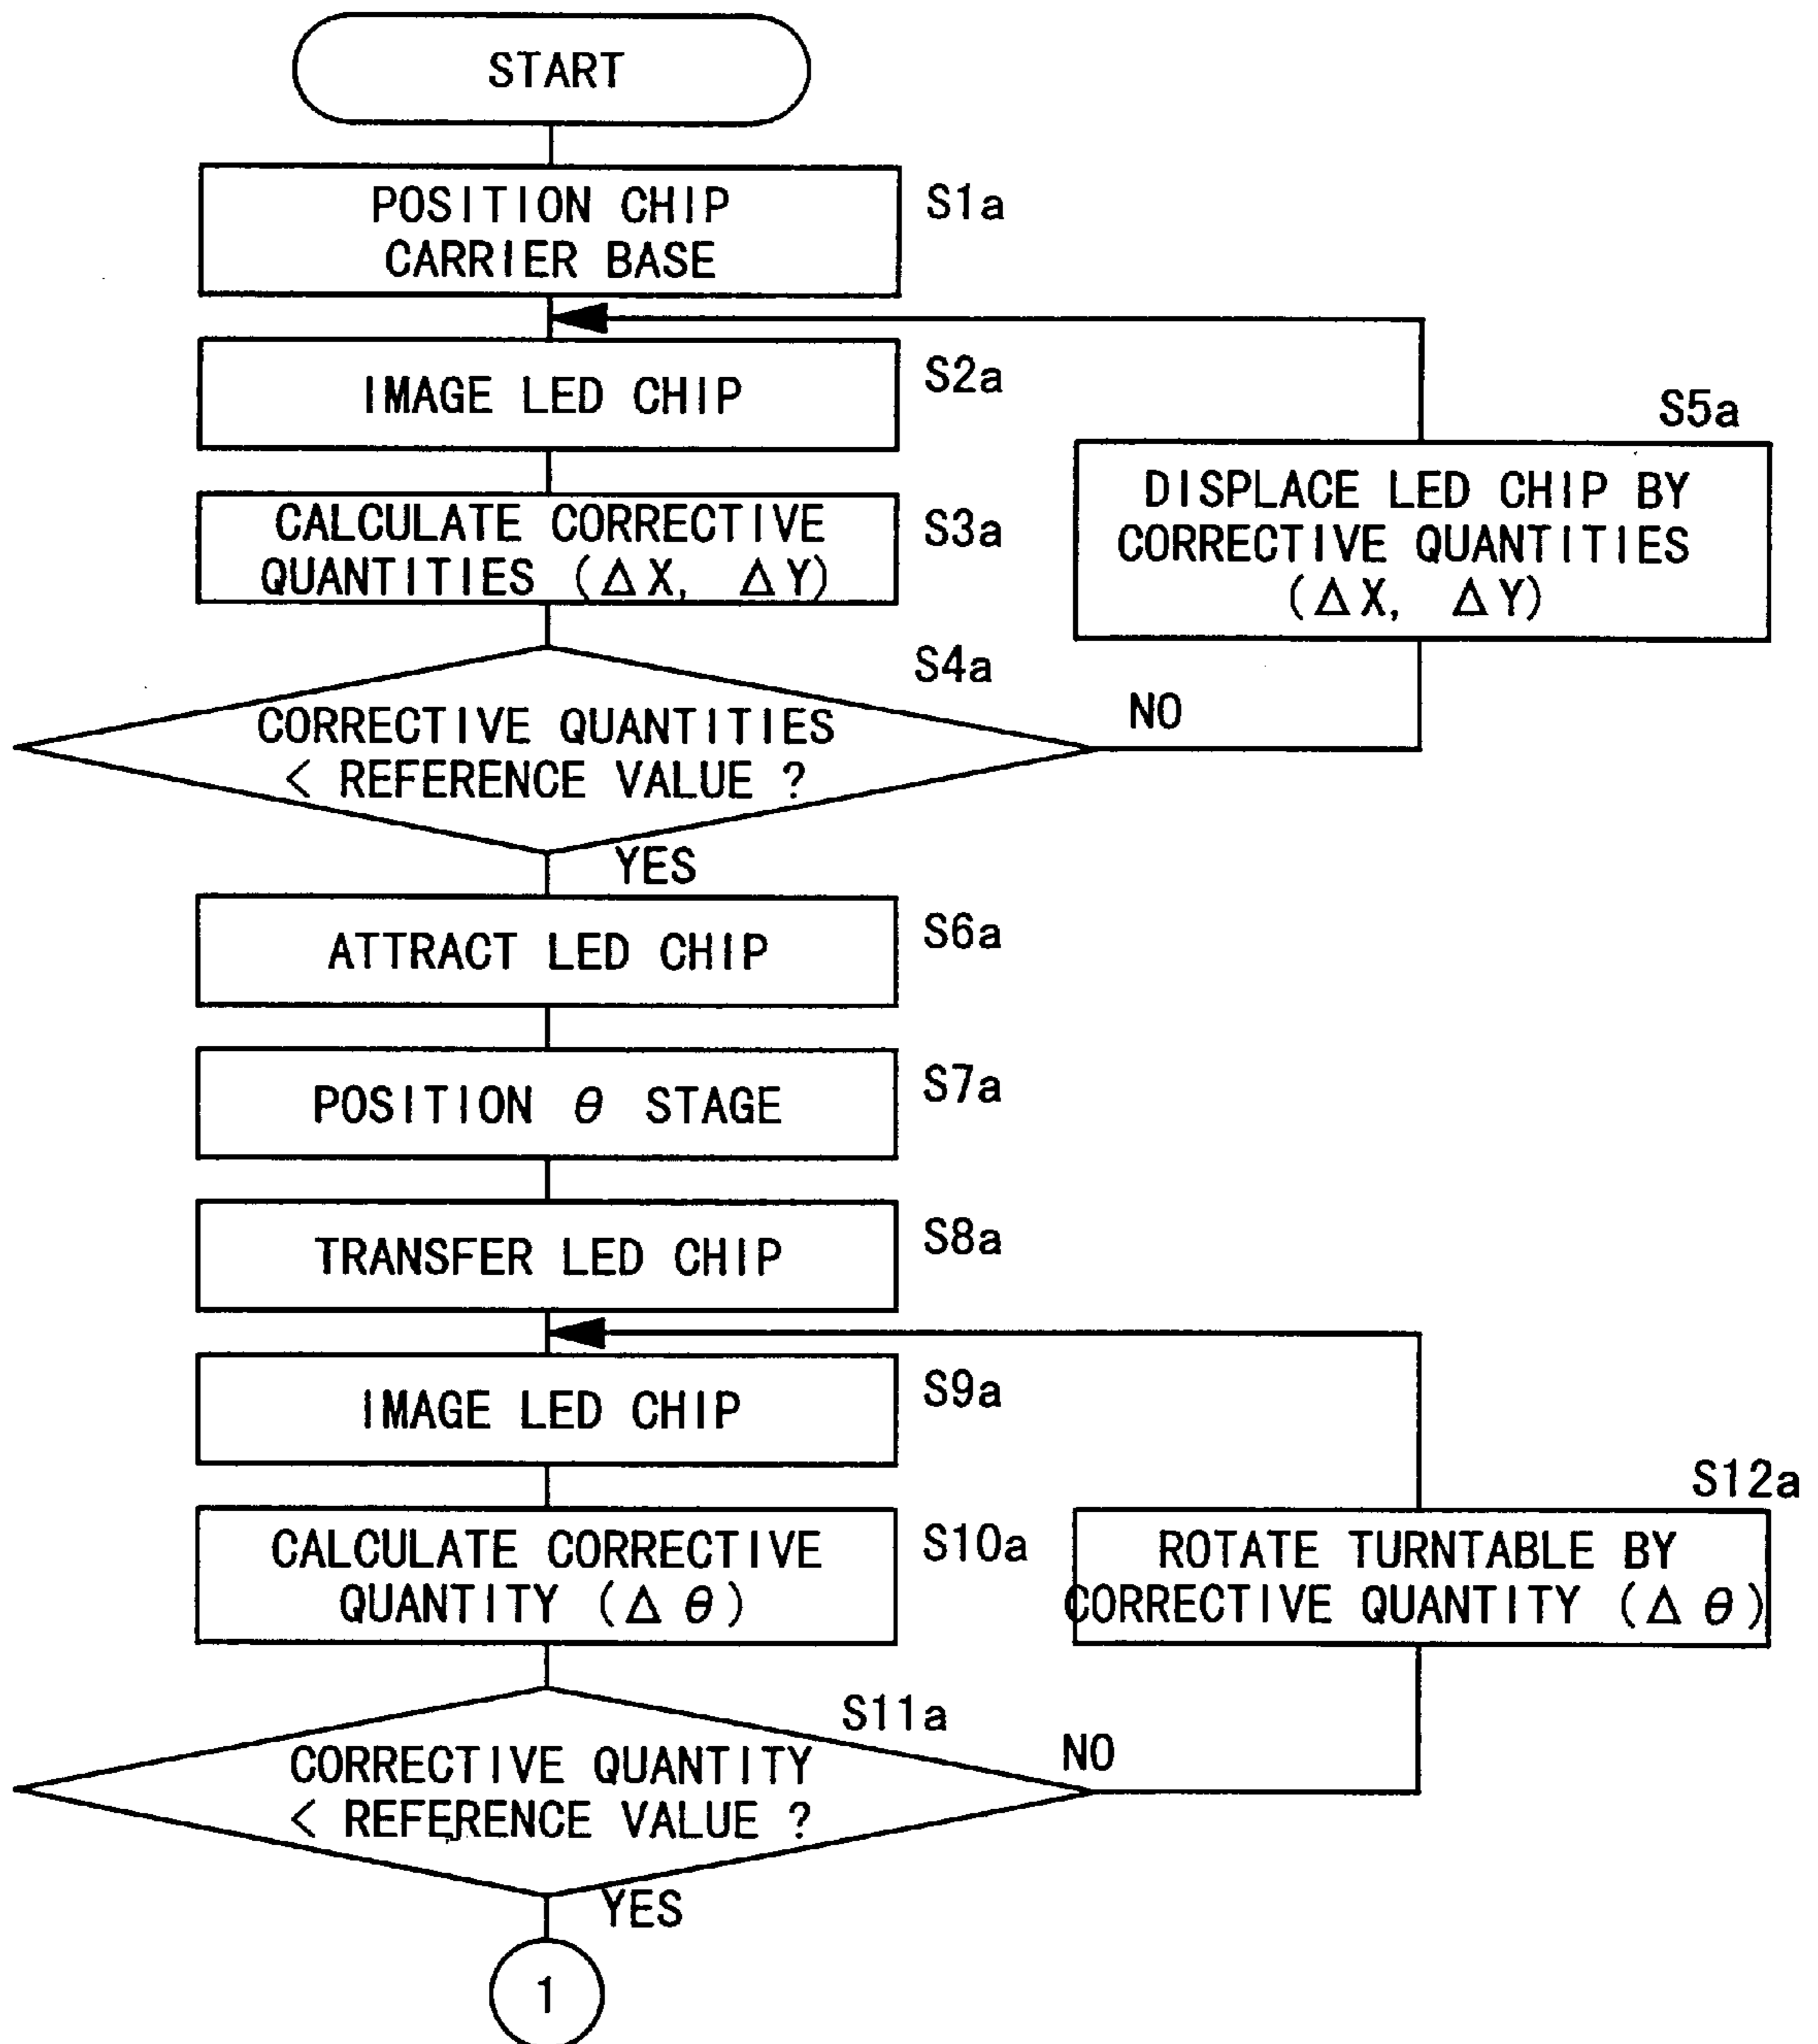 START
POSITION CHIP
CARRIER BASE
S1a
IMAGE LED CHIP
S2a
CALCULATE CORRECTIVE
QUANTITIES (ΔX, ΔY)
S3a
CORRECTIVE QUANTITIES
< REFERENCE VALUE ?
S4a
NO
S5a
DISPLACE LED CHIP BY
CORRECTIVE QUANTITIES
(ΔX, ΔY)
YES
ATTRACT LED CHIP
S6a
POSITION θ STAGE
S7a
TRANSFER LED CHIP
S8a
IMAGE LED CHIP
S9a
CALCULATE CORRECTIVE
QUANTITY (Δθ)
S10a
CORRECTIVE QUANTITY
< REFERENCE VALUE ?
S11a
NO
S12a
ROTATE TURNTABLE BY
CORRECTIVE QUANTITY (Δθ)
YES
1